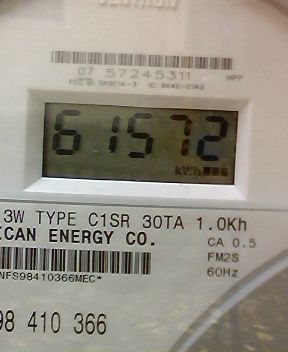 07 57245311
61572
kWh
3W TYPE C1SR 30TA 1.0Kh
ICAN ENERGY CO.
CA 0.5
FM2S
NFS98410366MEC*
60Hz
98 410 366